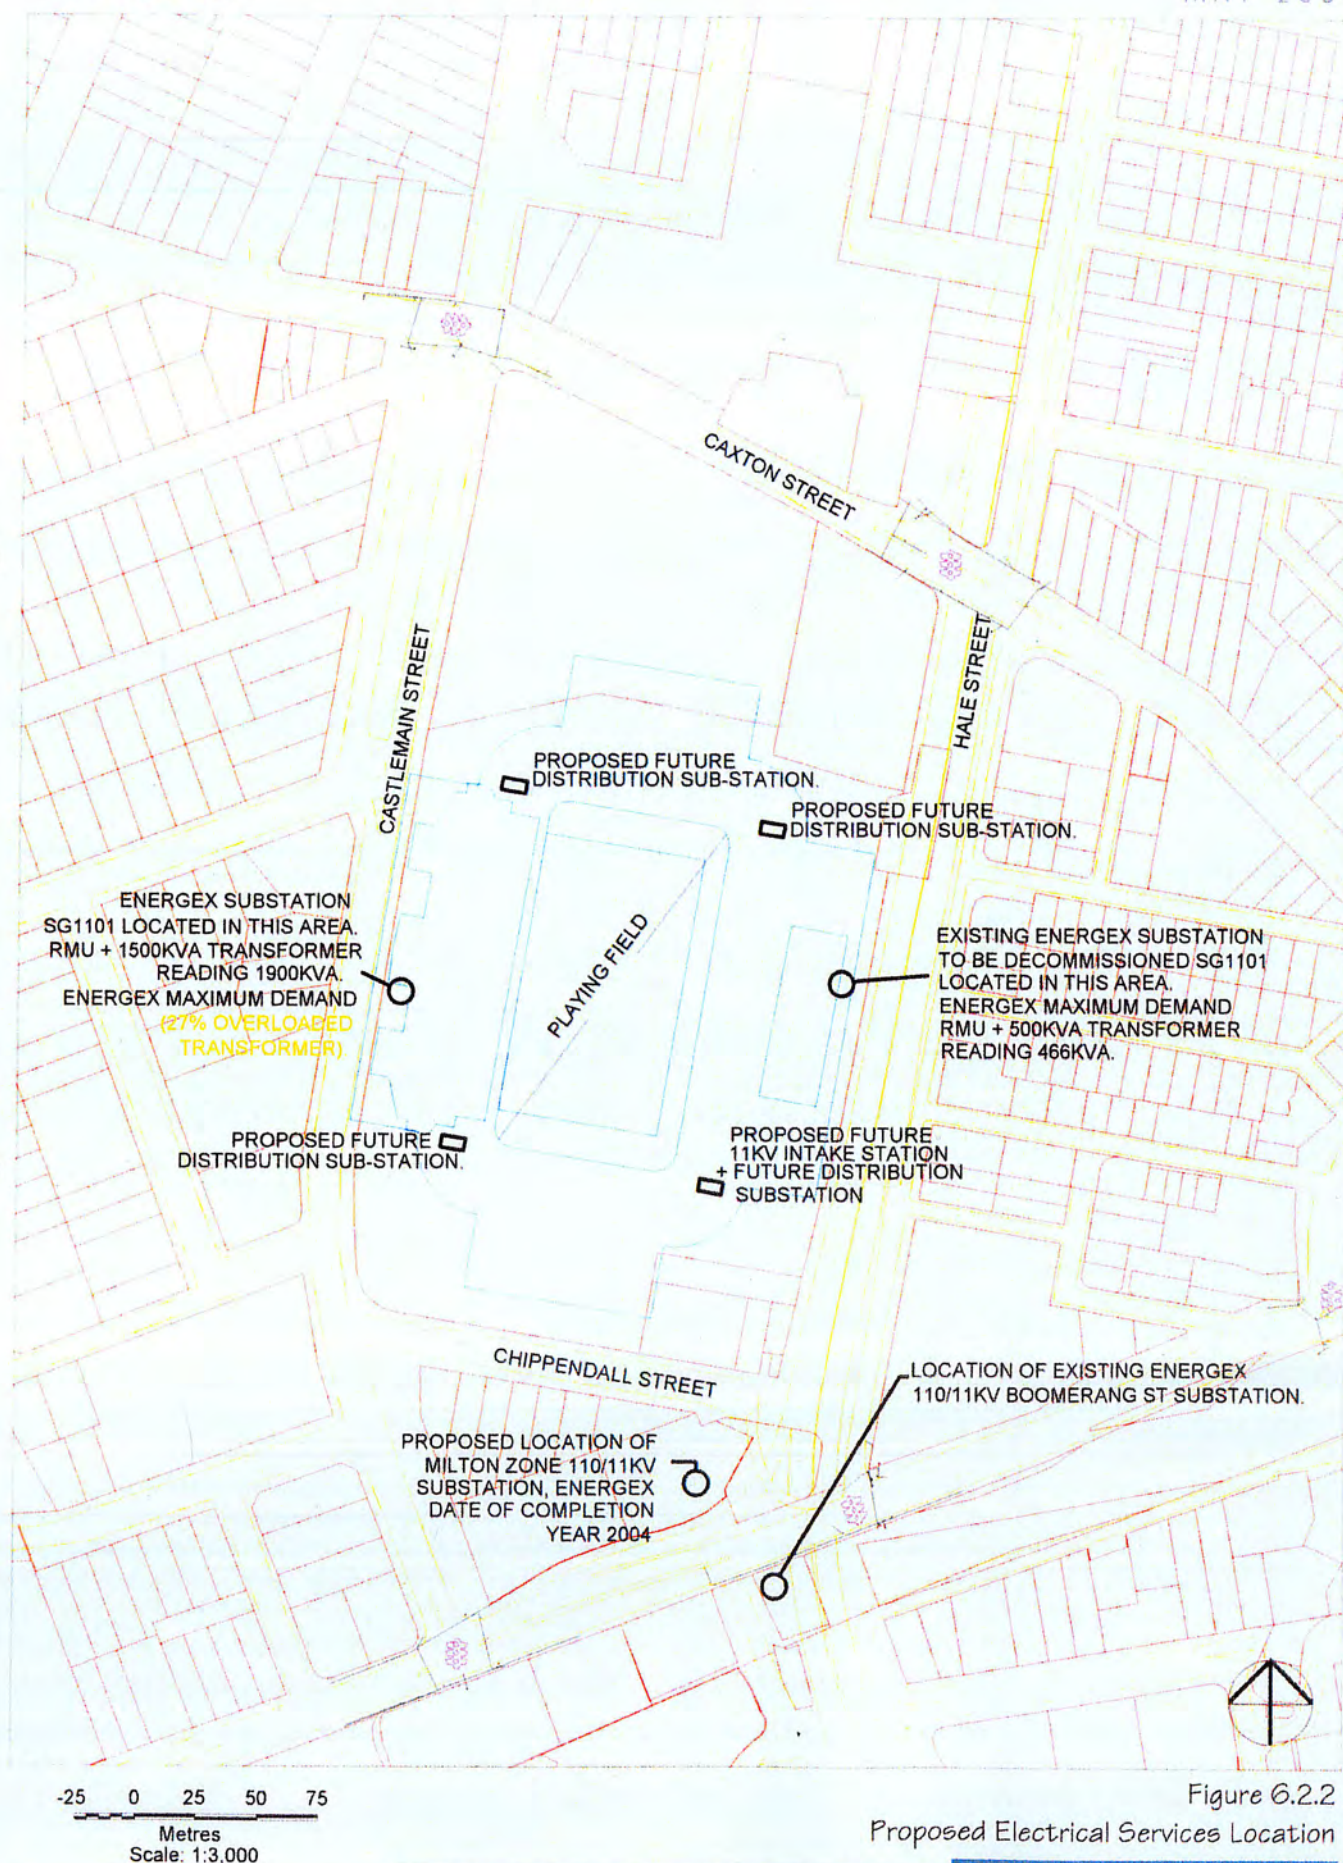 CAXTON STREET
HALE STREET
CASTLEMAIN STREET
PROPOSED FUTURE
DISTRIBUTION SUB-STATION.
PROPOSED FUTURE
DISTRIBUTION SUB-STATION.
ENERGEX SUBSTATION
SG1101 LOCATED IN THIS AREA.
RMU + 1500KVA TRANSFORMER
READING 1900KVA.
ENERGEX MAXIMUM DEMAND
(27% OVERLOADED
TRANSFORMER)
PLAYING FIELD
EXISTING ENERGEX SUBSTATION
TO BE DECOMMISSIONED SG1101
LOCATED IN THIS AREA.
ENERGEX MAXIMUM DEMAND
RMU + 500KVA TRANSFORMER
READING 466KVA.
PROPOSED FUTURE
DISTRIBUTION SUB-STATION.
PROPOSED FUTURE
11KV INTAKE STATION
+ FUTURE DISTRIBUTION
SUBSTATION
CHIPPENDALL STREET
LOCATION OF EXISTING ENERGEX
110/11KV BOOMERANG ST SUBSTATION.
PROPOSED LOCATION OF
MILTON ZONE 110/11KV
SUBSTATION, ENERGEX
DATE OF COMPLETION
YEAR 2004
-25 0 25 50 75
Metres
Scale: 1:3,000
Figure 6.2.2
Proposed Electrical Services Location